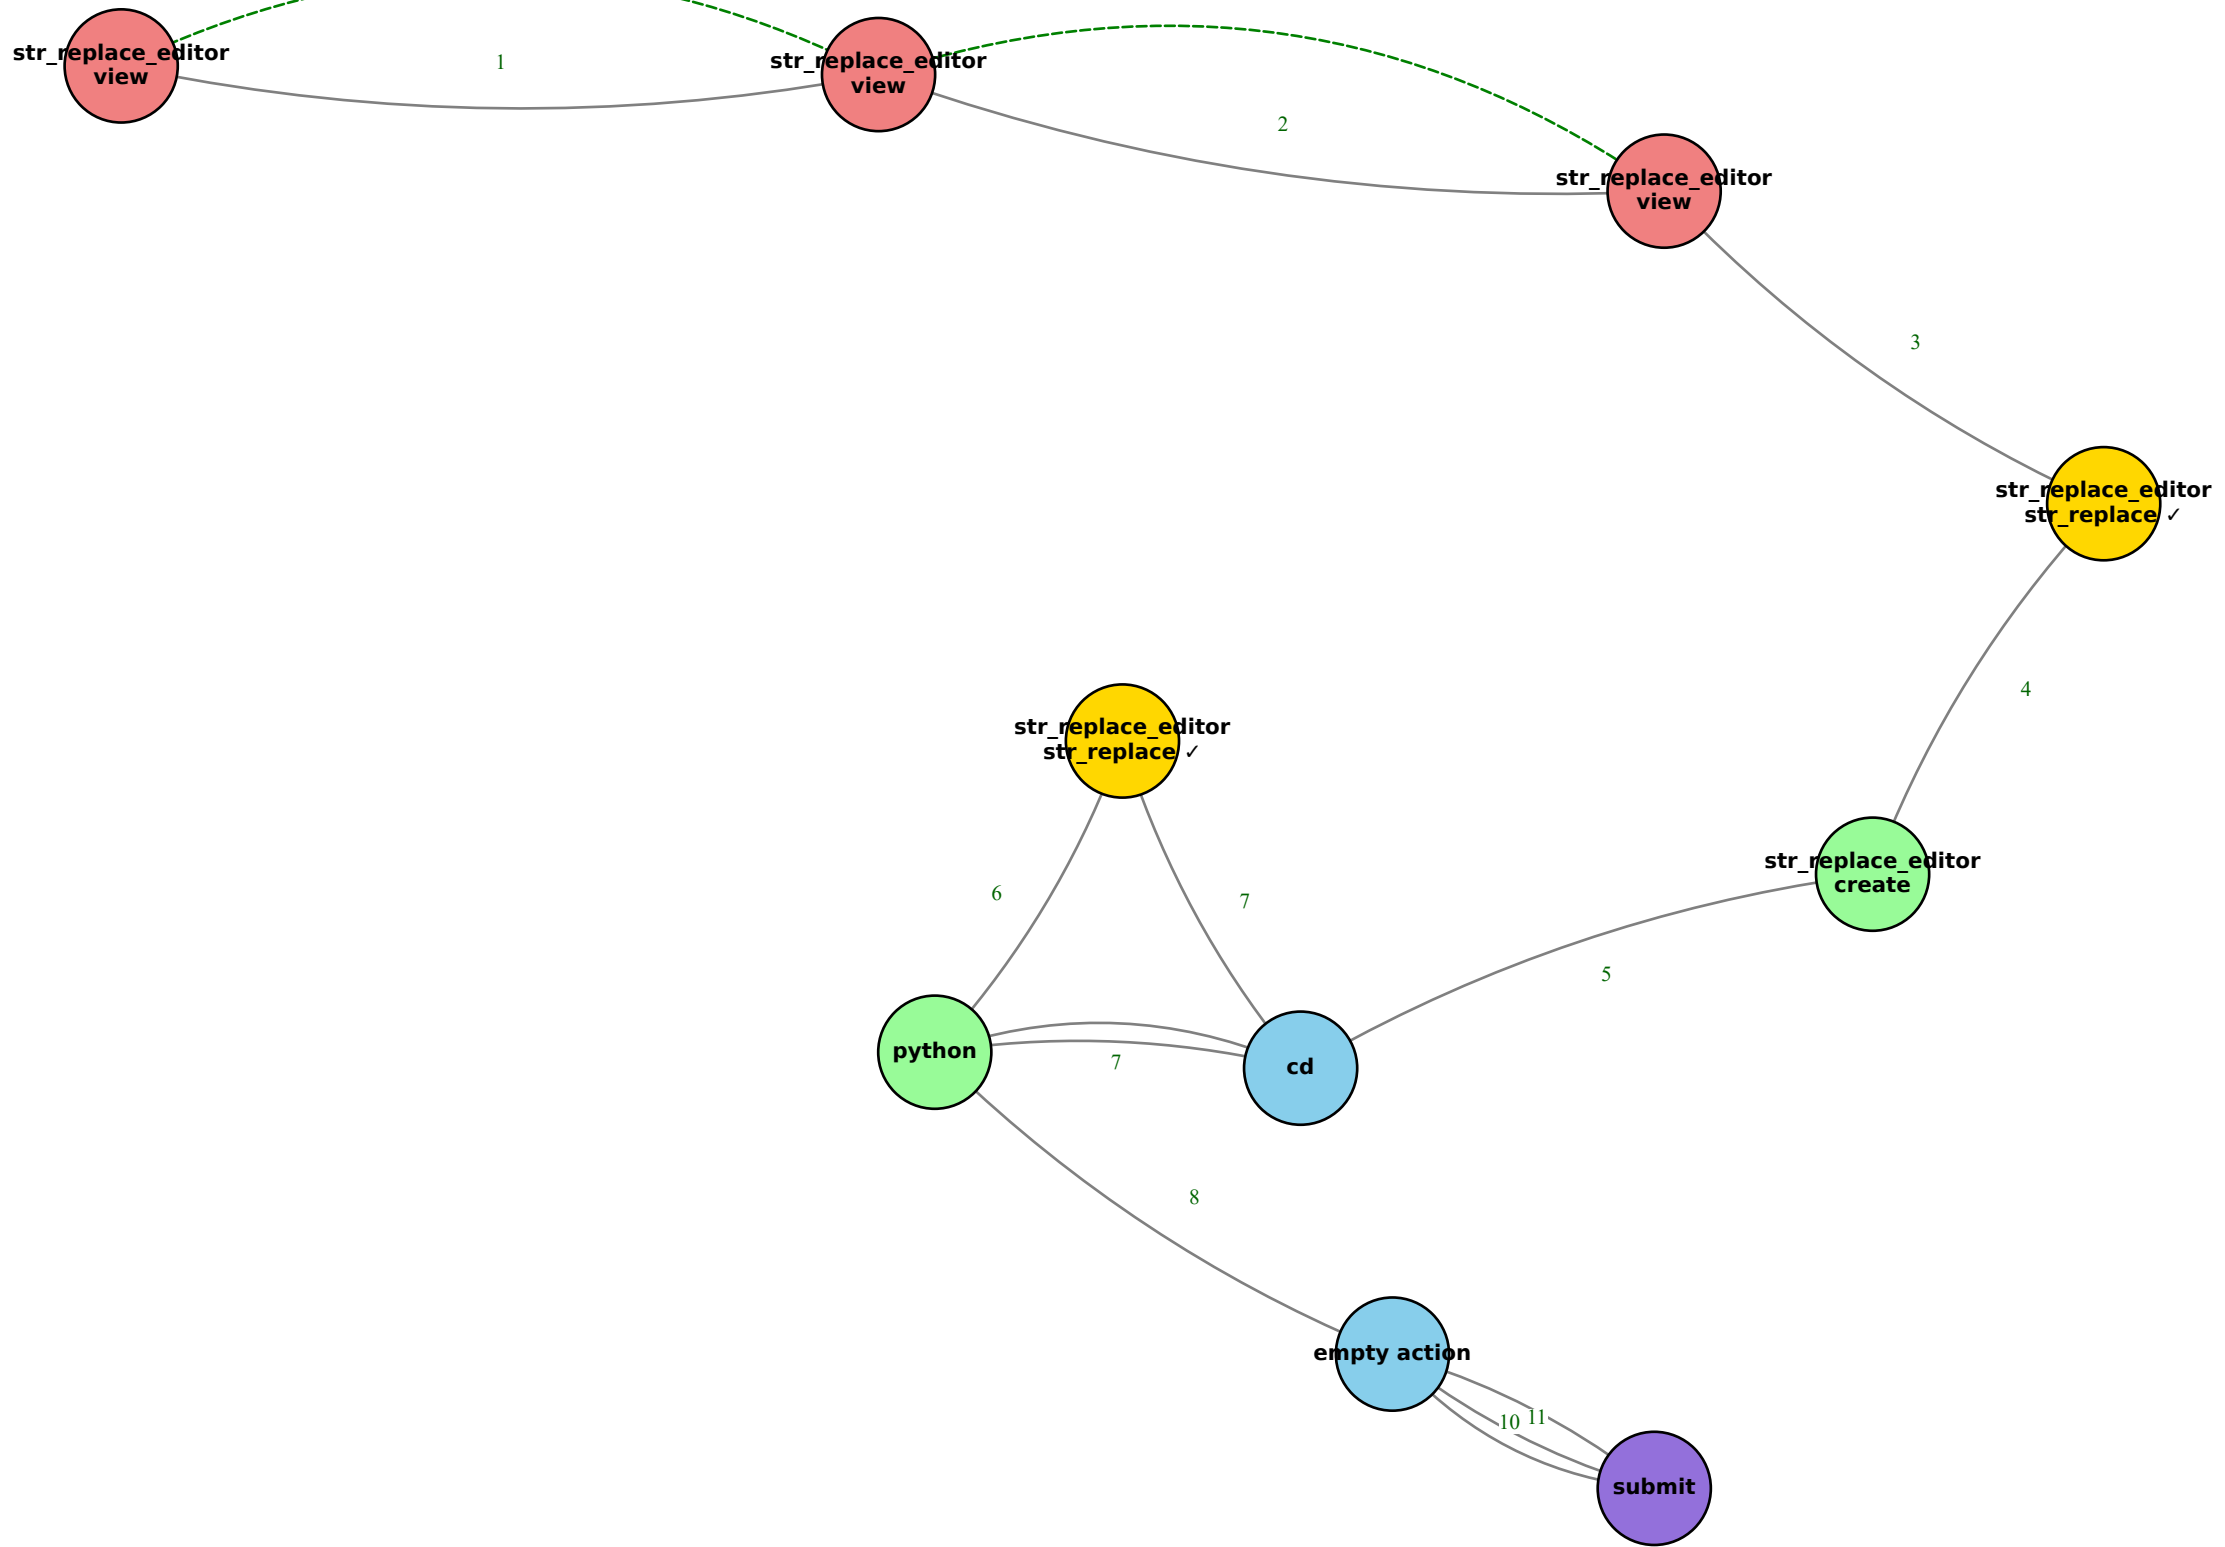 str_replace_editor
view
1
str_replace_editor
view
2
str_replace_editor
view
3
str_replace_editor
str_replace ✓
4
str_replace_editor
str_replace ✓
str_replace_editor
create
6
7
5
python
7
cd
8
empty action
10
11
submit